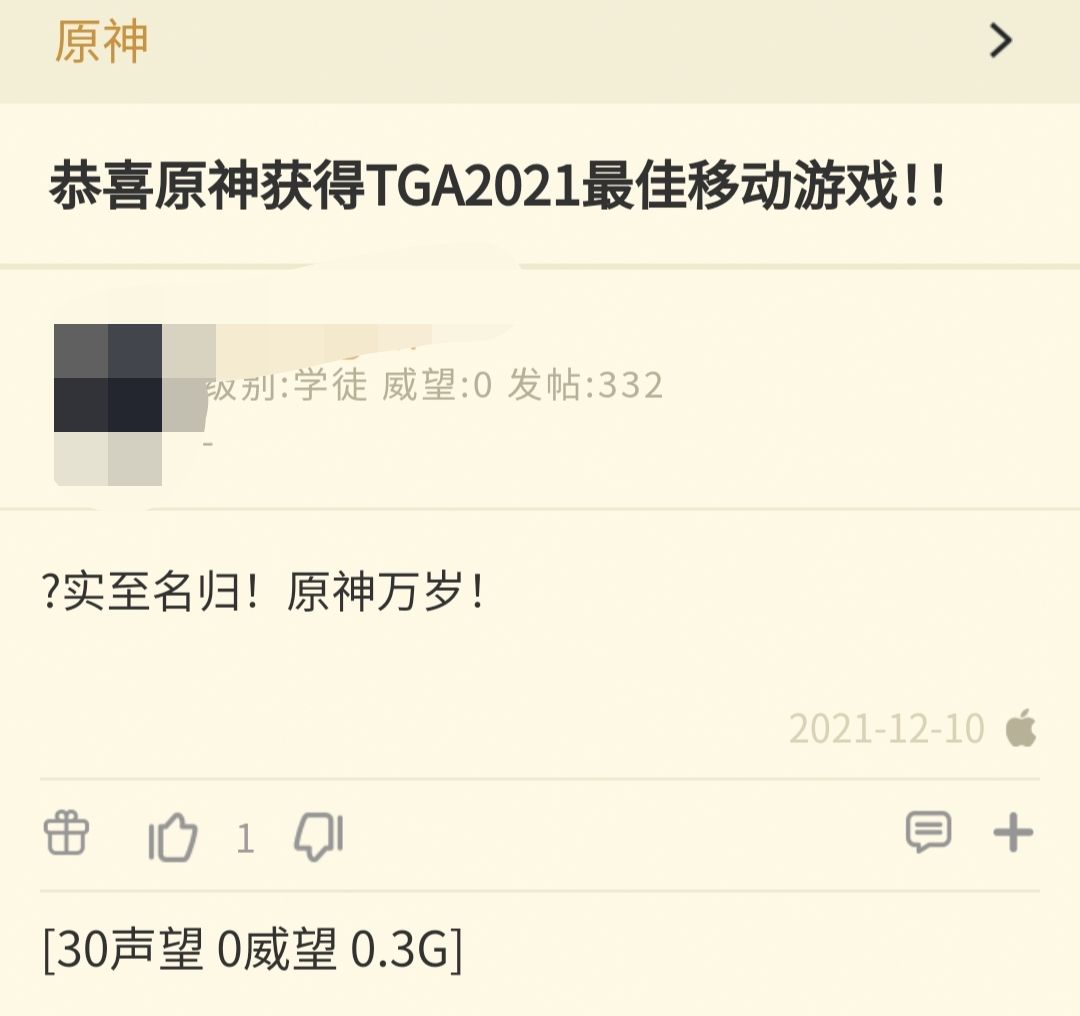 原神
恭喜原神获得TGA2021最佳移动游戏！！
级别:学徒 威望:0 发帖:332
-
?实至名归！原神万岁！
2021-12-10
1
[30声望 0威望 0.3G]